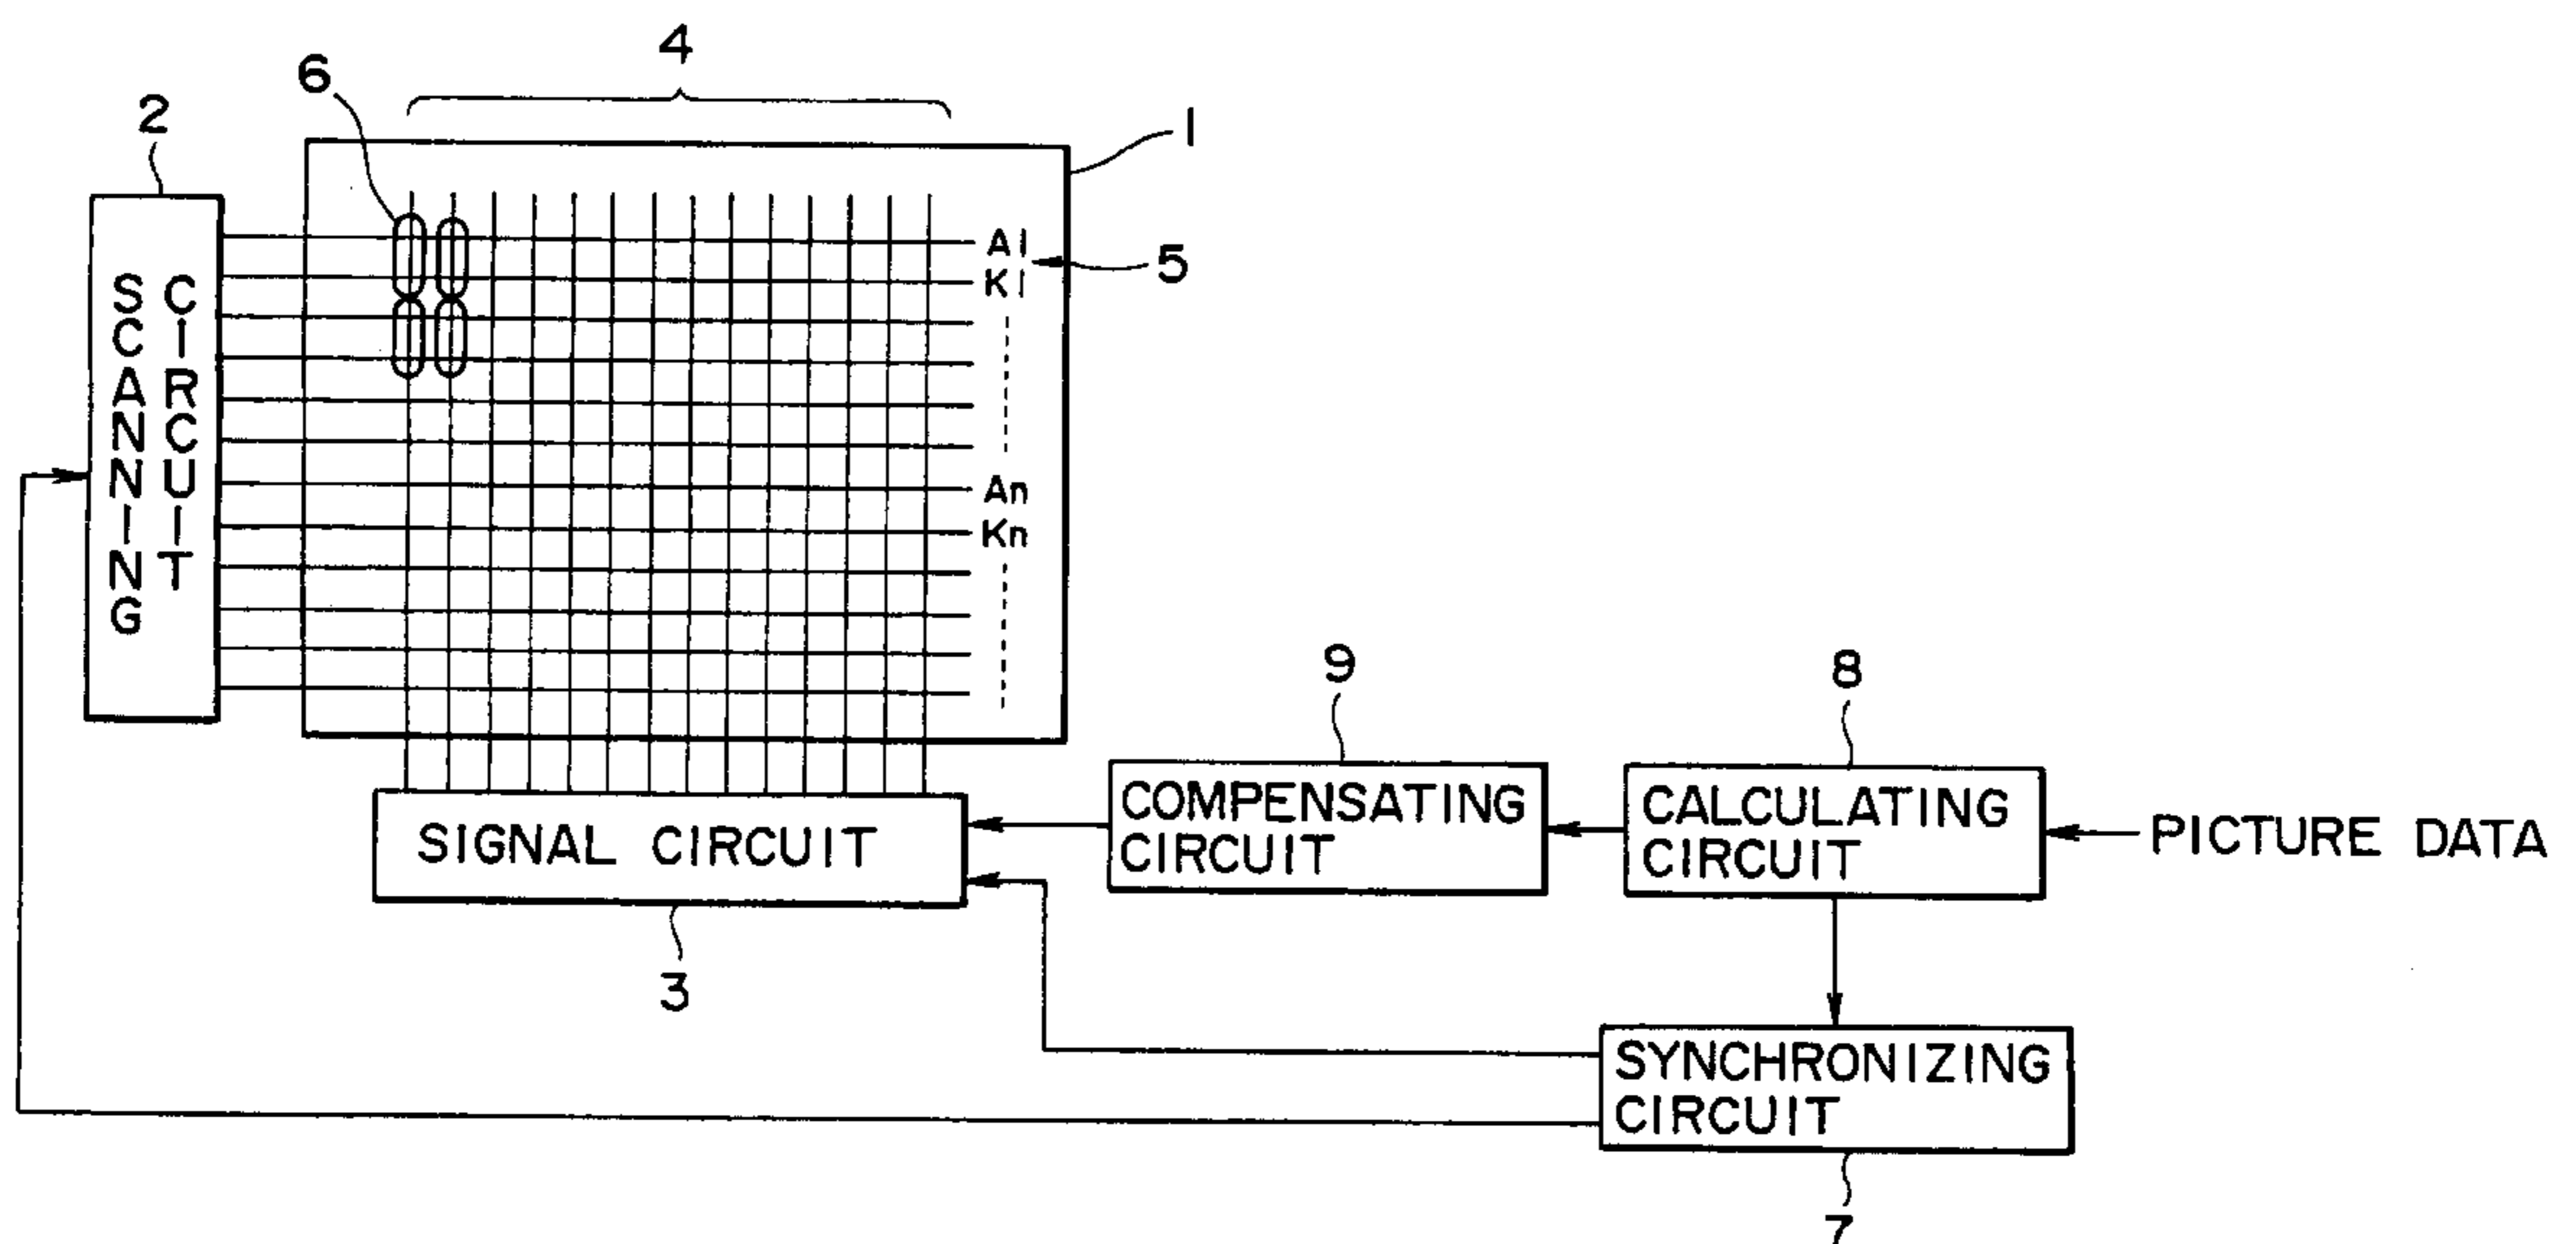 4
6
2
1
A1
5
K1
SCANNING
CIRCUIT
An
Kn
9
8
COMPENSATING
CIRCUIT
CALCULATING
CIRCUIT
PICTURE DATA
SIGNAL CIRCUIT
3
SYNCHRONIZING
CIRCUIT
7